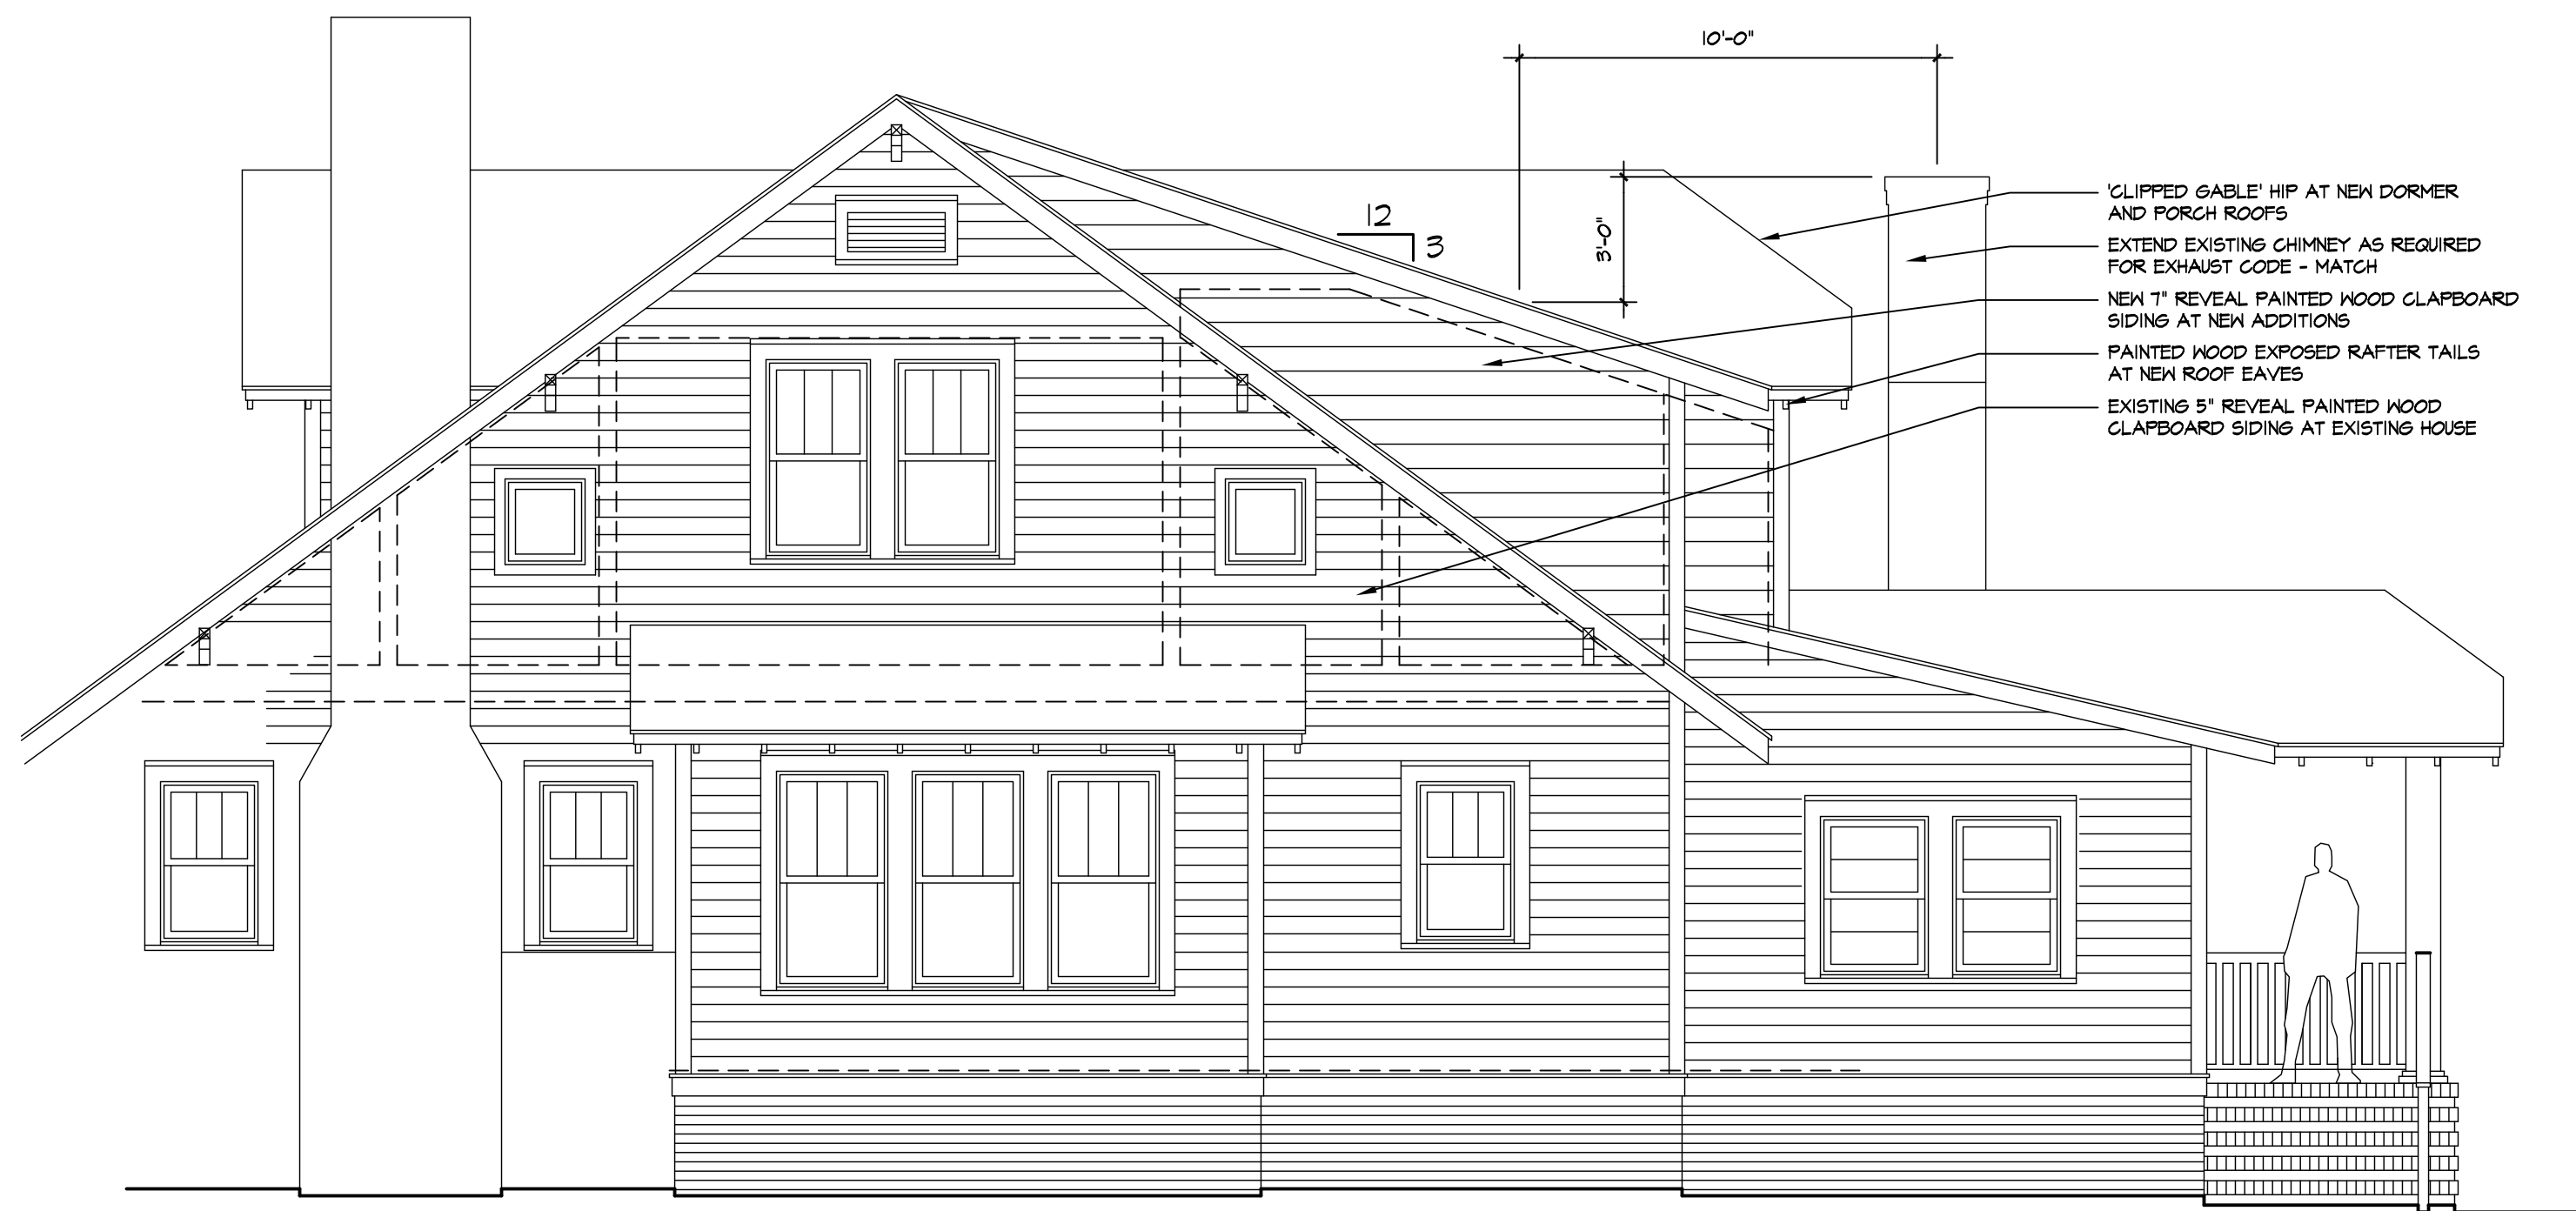 10'-0"
'CLIPPED GABLE' HIP AT NEW DORMER
AND PORCH ROOFS
12
3
3'-0"
EXTEND EXISTING CHIMNEY AS REQUIRED
FOR EXHAUST CODE - MATCH
NEW 7" REVEAL PAINTED WOOD CLAPBOARD
SIDING AT NEW ADDITIONS
PAINTED WOOD EXPOSED RAFTER TAILS
AT NEW ROOF EAVES
EXISTING 5" REVEAL PAINTED WOOD
CLAPBOARD SIDING AT EXISTING HOUSE